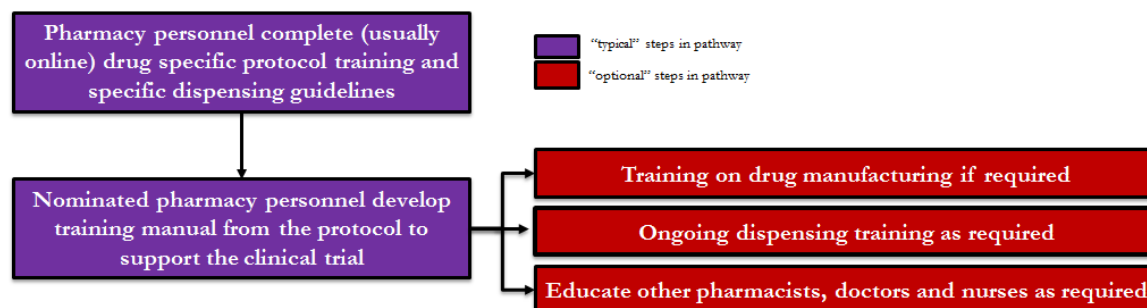 Pharmacy personnel complete (usually
online) drug specific protocol training and
specific dispensing guidelines
“typical” steps in pathway
“optional” steps in pathway
Nominated pharmacy personnel develop
training manual from the protocol to
support the clinical trial
Training on drug manufacturing if required
Ongoing dispensing training as required
Educate other pharmacists, doctors and nurses as required